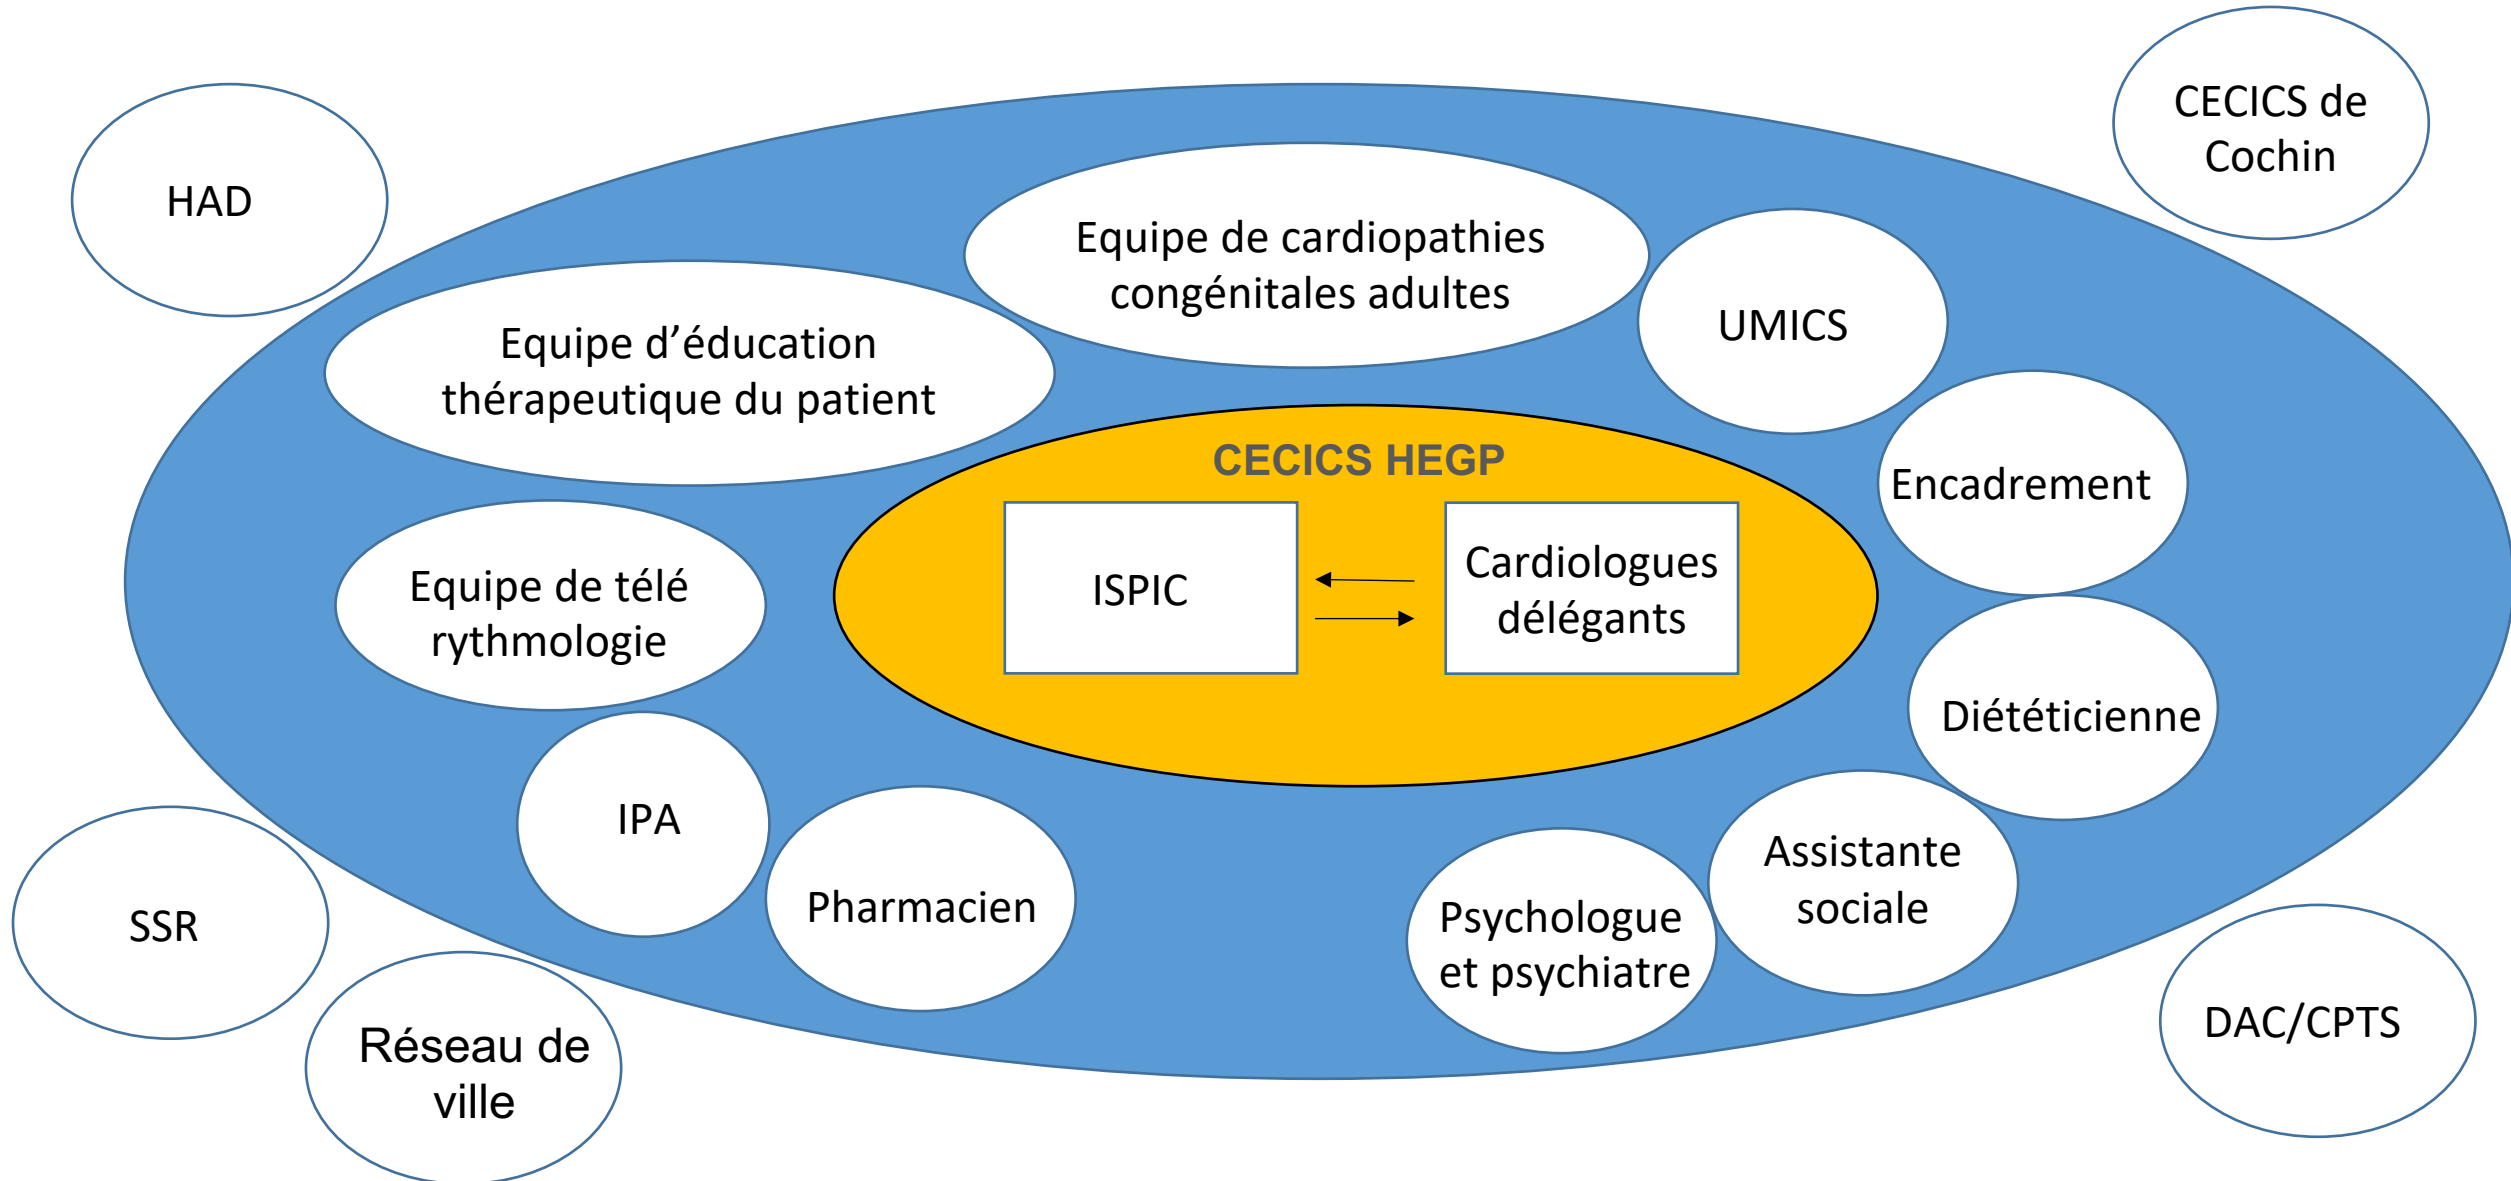 CECICS de
Cochin
HAD
Equipe de cardiopathies
congénitales adultes
UMICS
Equipe d’éducation
thérapeutique du patient
CECICS HEGP
Encadrement
ISPIC
Cardiologues
délégants
Equipe de télé
rythmologie
Diététicienne
IPA
Pharmacien
Assistante
sociale
Psychologue
et psychiatre
SSR
DAC/CPTS
Réseau de
ville